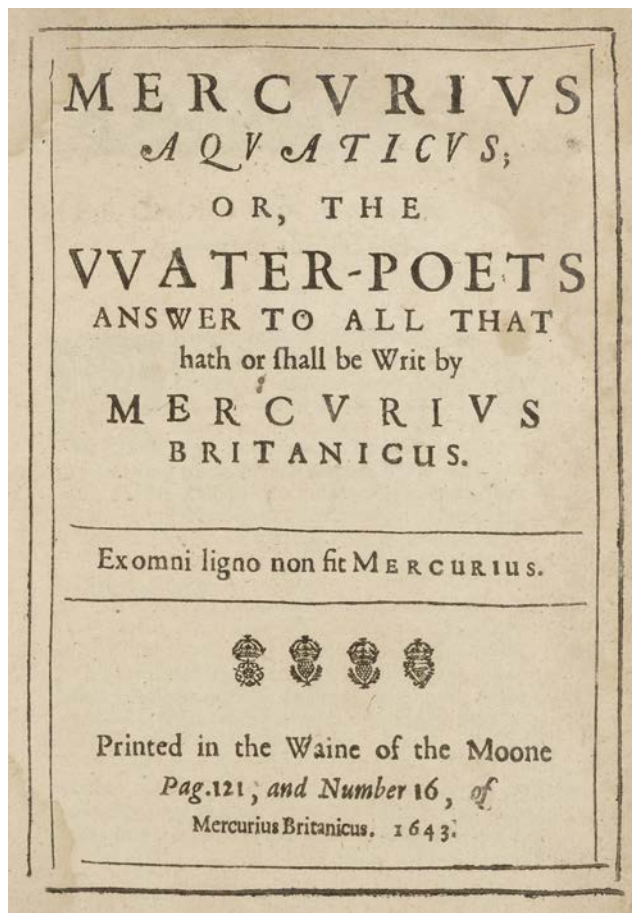 MERCVRIVS
AQVATICVS;
OR, THE
VVATER-POETS
ANSWER TO ALL THAT
hath or ſhall be Writ by
MERCVRIVS
BRITANICUS.
Ex omni ligno non fit MERCURIUS.
Printed in the Waine of the Moone
Pag.121, and Number 16, of
Mercurius Britanicus. 1643.